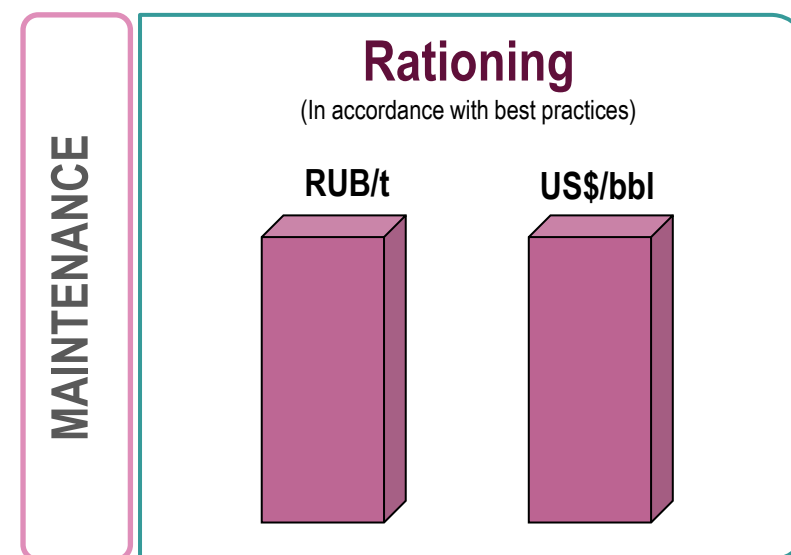 MAINTENANCE
Rationing
(In accordance with best practices)
RUB/t
US$/bbl